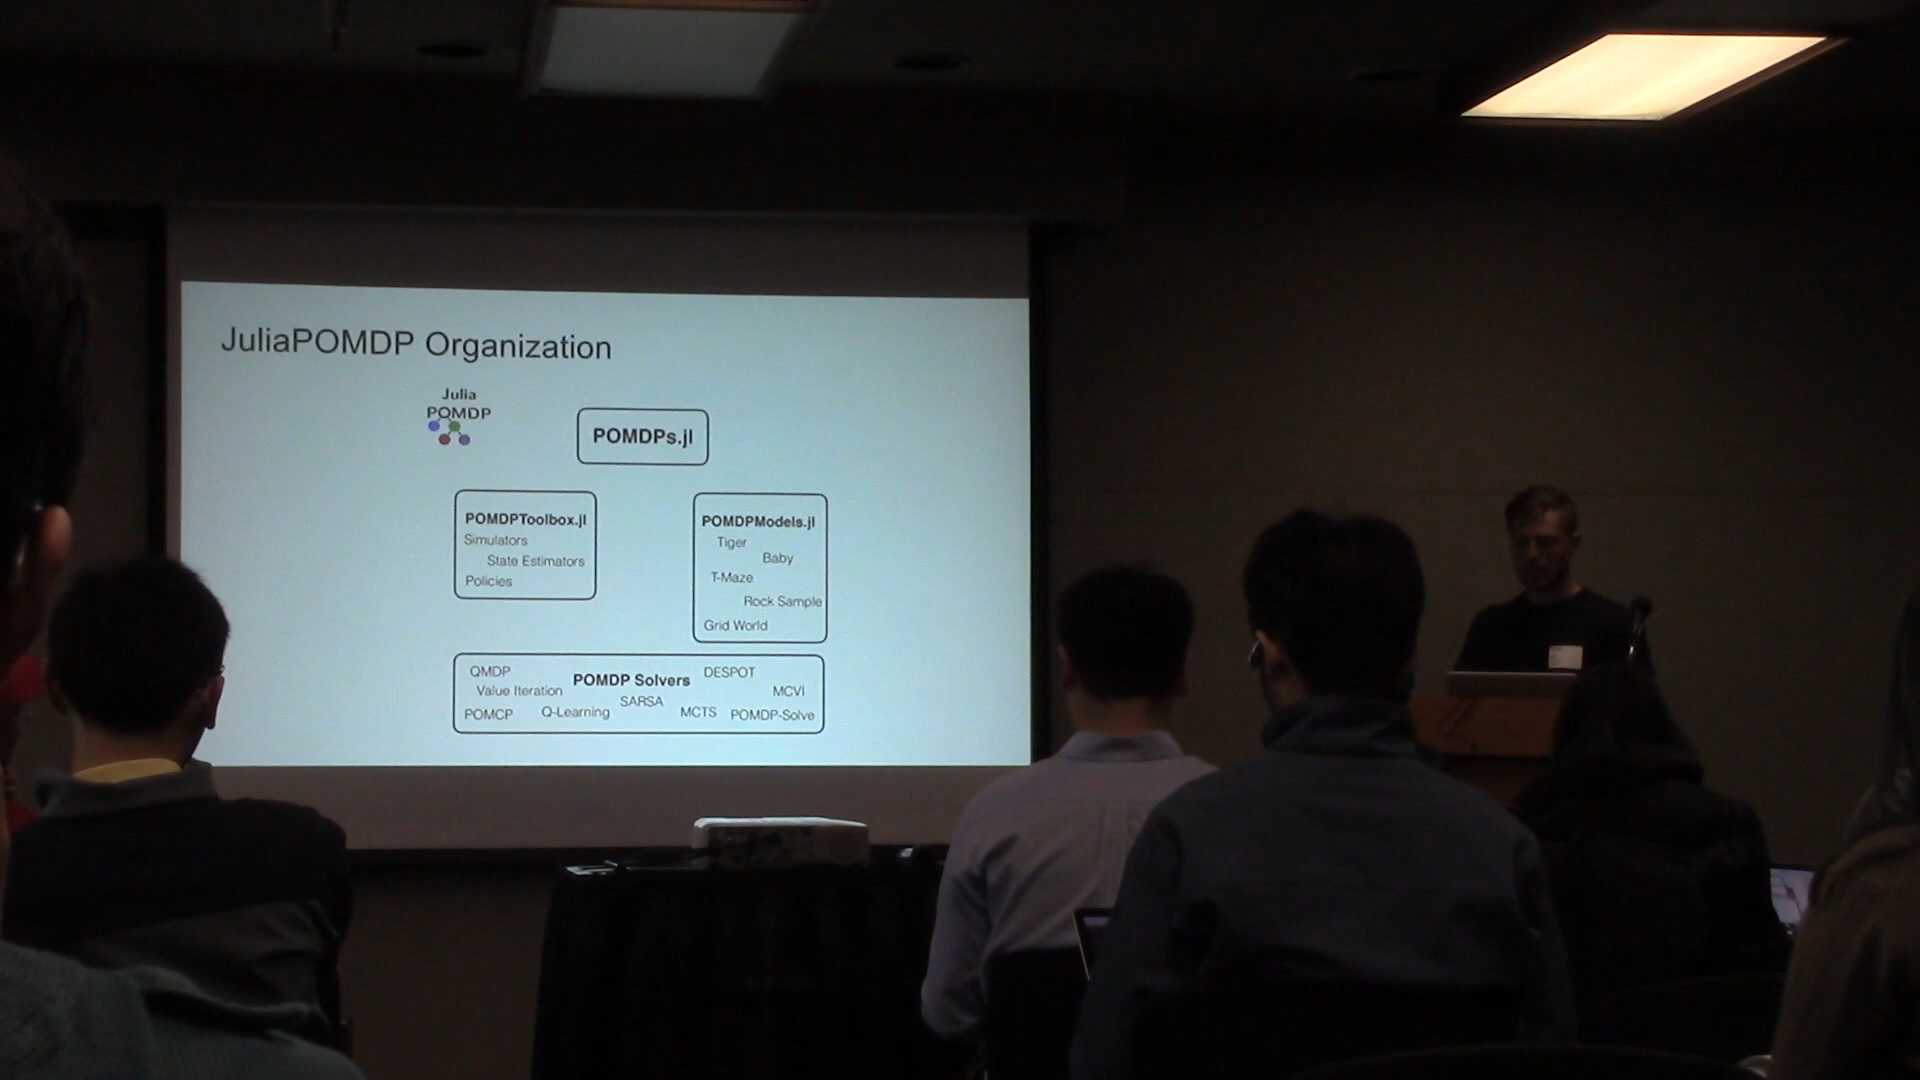 JuliaPOMDP Organization
Julia
POMDP
POMDPs.jl
POMDPToolbox.jl
Simulators
State Estimators
Policies
POMDPModels.jl
Tiger
Baby
T-Maze
Rock Sample
Grid World
QMDP
POMDP Solvers
DESPOT
Value Iteration
SARSA
MCVI
POMCP
Q-Learning
MCTS
POMDP-Solve